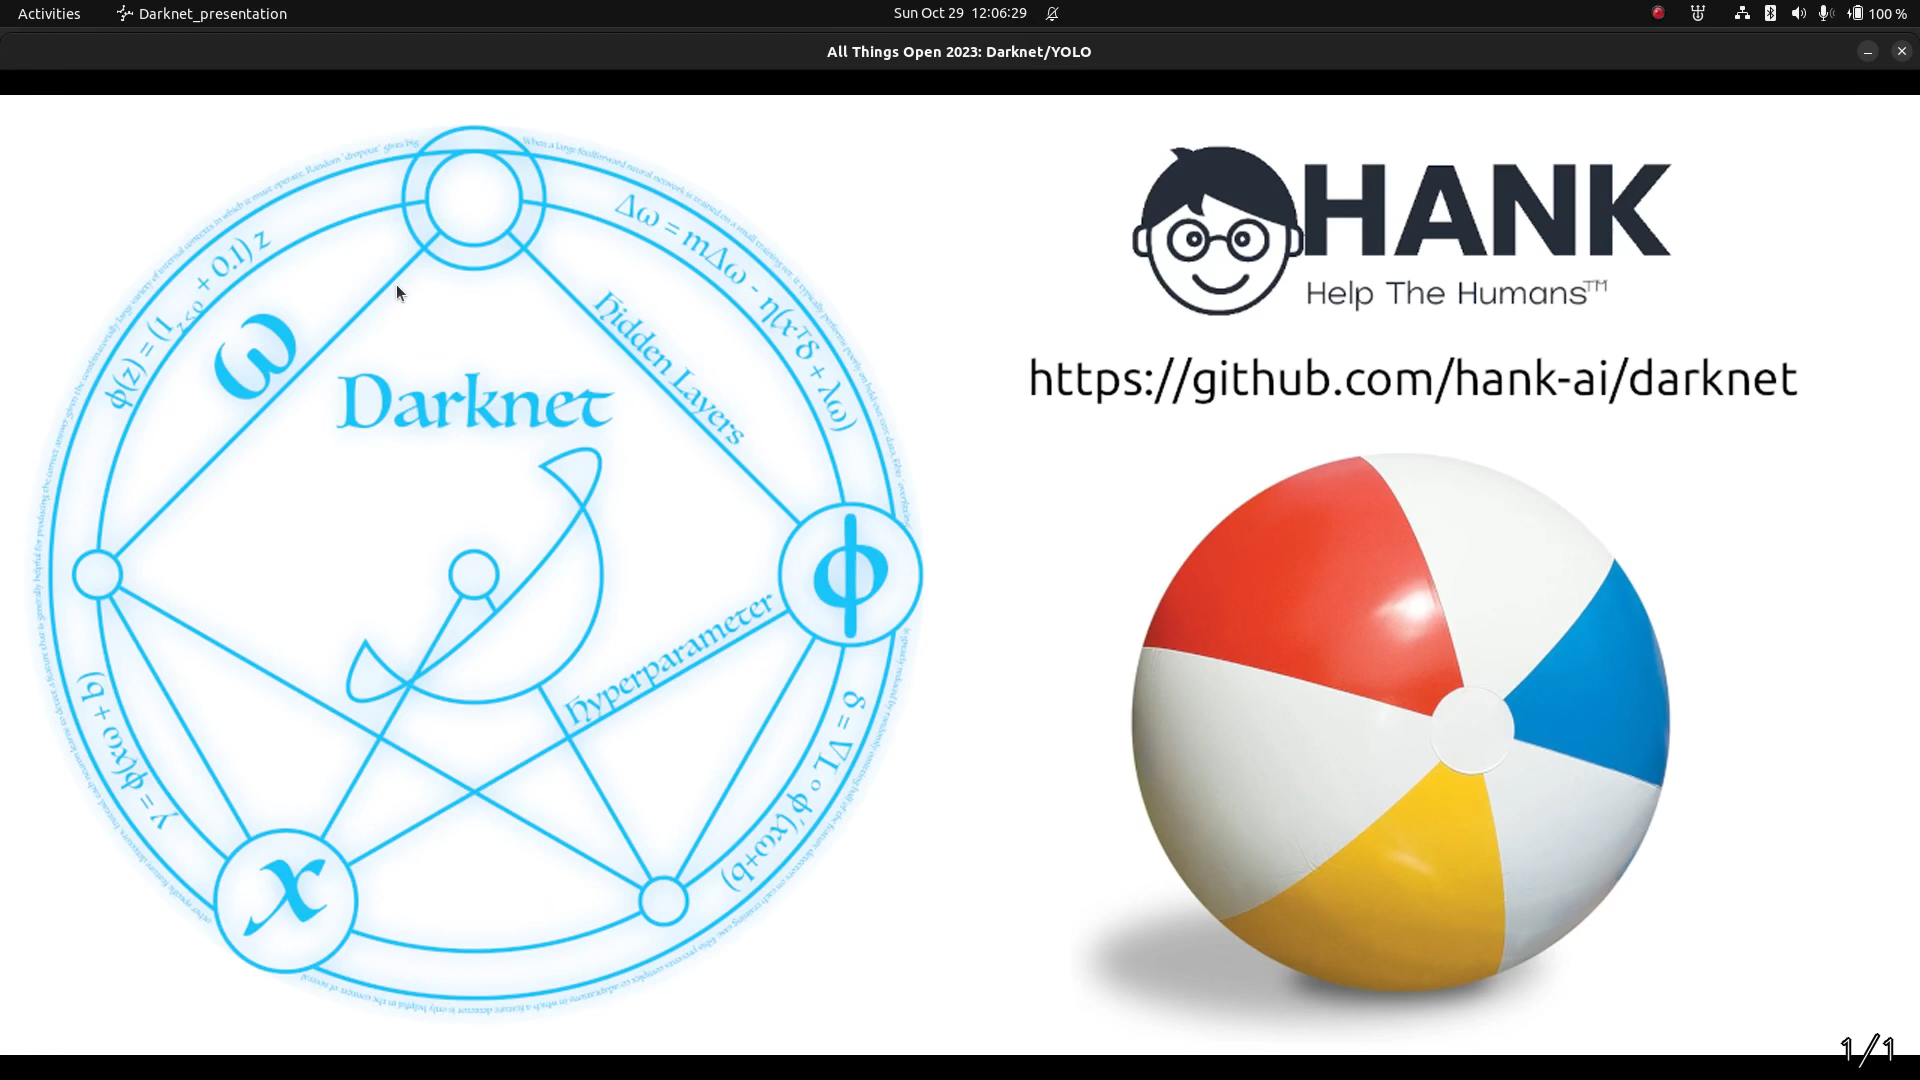 Activities
Darknet_presentation
Sun Oct 29 12:06:29
100 %
All Things Open 2023: Darknet/YOLO
Δω = mΔω - η(xᵀδ + λω)
φ(z) = (1z<0 + 0.1) z
ω
Hidden Layers
Darknet
φ
Hyperparameter
y = φ(xω + b)
δ = ∇L ∘ φ′(xω+b)
x
HANK
Help The Humans™
https://github.com/hank-ai/darknet
1/1